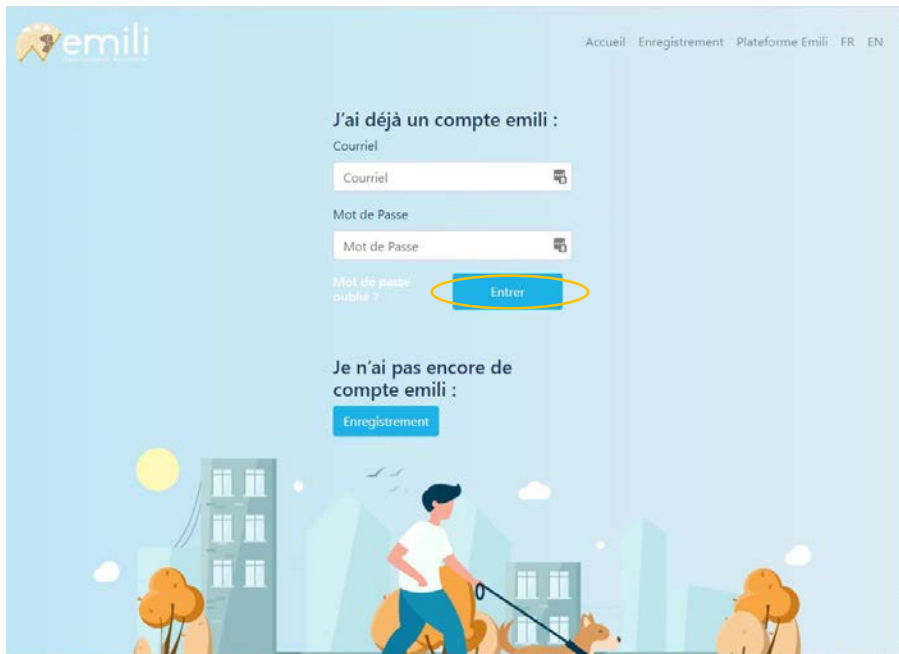 emili
Accueil Enregistrement Plateforme Emili FR EN
J'ai déjà un compte emili :
Courriel
Courriel
Mot de Passe
Mot de Passe
Mot de passe
oublié ?
Entrer
Je n'ai pas encore de
compte emili :
Enregistrement